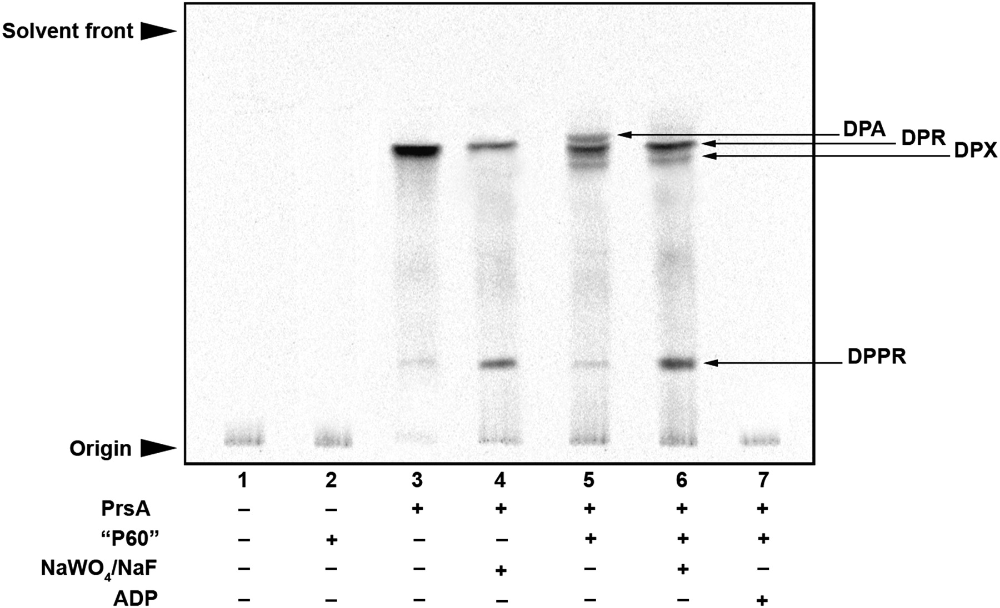 Solvent front
DPA
DPR
DPX
DPPR
Origin
1 2 3 4 5 6 7
PrsA – – + + + + +
“P60” – + – – + + +
NaWO4/NaF – – – + – + –
ADP – – – – – – +